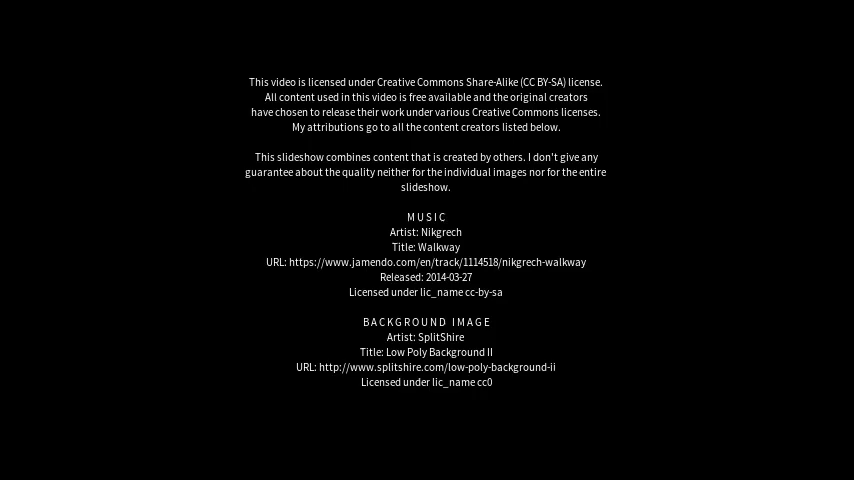 This video is licensed under Creative Commons Share-Alike (CC BY-SA) license.
All content used in this video is free available and the original creators
have chosen to release their work under various Creative Commons licenses.
My attributions go to all the content creators listed below.
This slideshow combines content that is created by others. I don't give any
guarantee about the quality neither for the individual images nor for the entire
slideshow.
MUSIC
Artist: Nikgrech
Title: Walkway
URL: https://www.jamendo.com/en/track/1114518/nikgrech-walkway
Released: 2014-03-27
Licensed under lic_name cc-by-sa
BACKGROUND IMAGE
Artist: SplitShire
Title: Low Poly Background II
URL: http://www.splitshire.com/low-poly-background-ii
Licensed under lic_name cc0